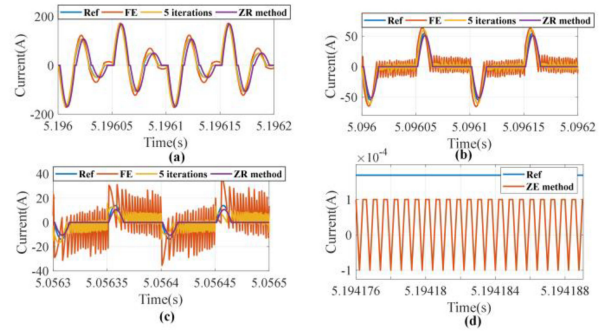 Ref FE 5 iterations ZR method
Current(A)
200
0
-200
5.196 5.19605 5.1961 5.19615 5.1962
Time(s)
(a)
Ref FE 5 iterations ZR method
Current(A)
50
0
-50
5.096 5.09605 5.0961 5.09615 5.0962
Time(s)
(b)
Ref FE 5 iterations ZR method
Current(A)
40
20
0
-20
-40
5.0563 5.05635 5.0564 5.05645 5.0565
Time(s)
(c)
×10⁻⁴
Ref
ZE method
Current(A)
1
0
-1
5.194176 5.19418 5.194184 5.194188
Time(s)
(d)